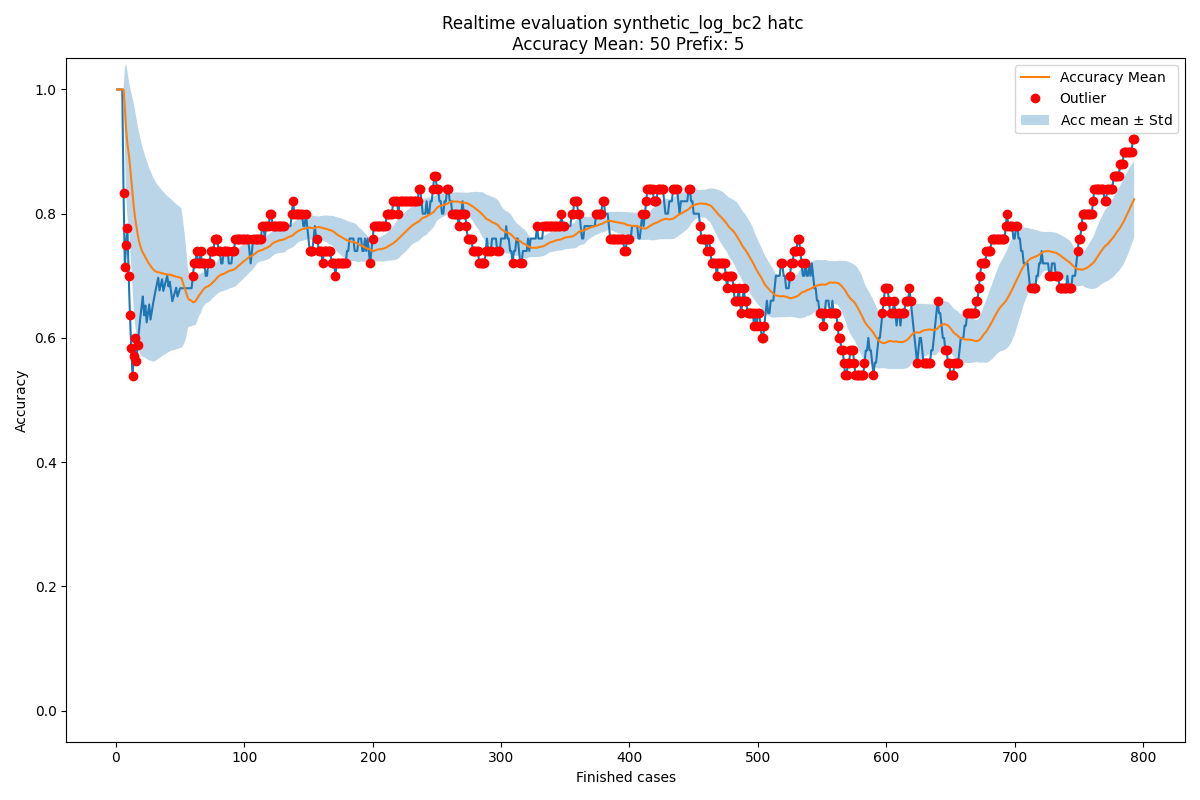 Realtime evaluation synthetic_log_bc2 hatc
Accuracy Mean: 50 Prefix: 5
Accuracy Mean
Outlier
Acc mean ± Std
1.0
0.8
0.6
0.4
0.2
0.0
Accuracy
0 100 200 300 400 500 600 700 800
Finished cases